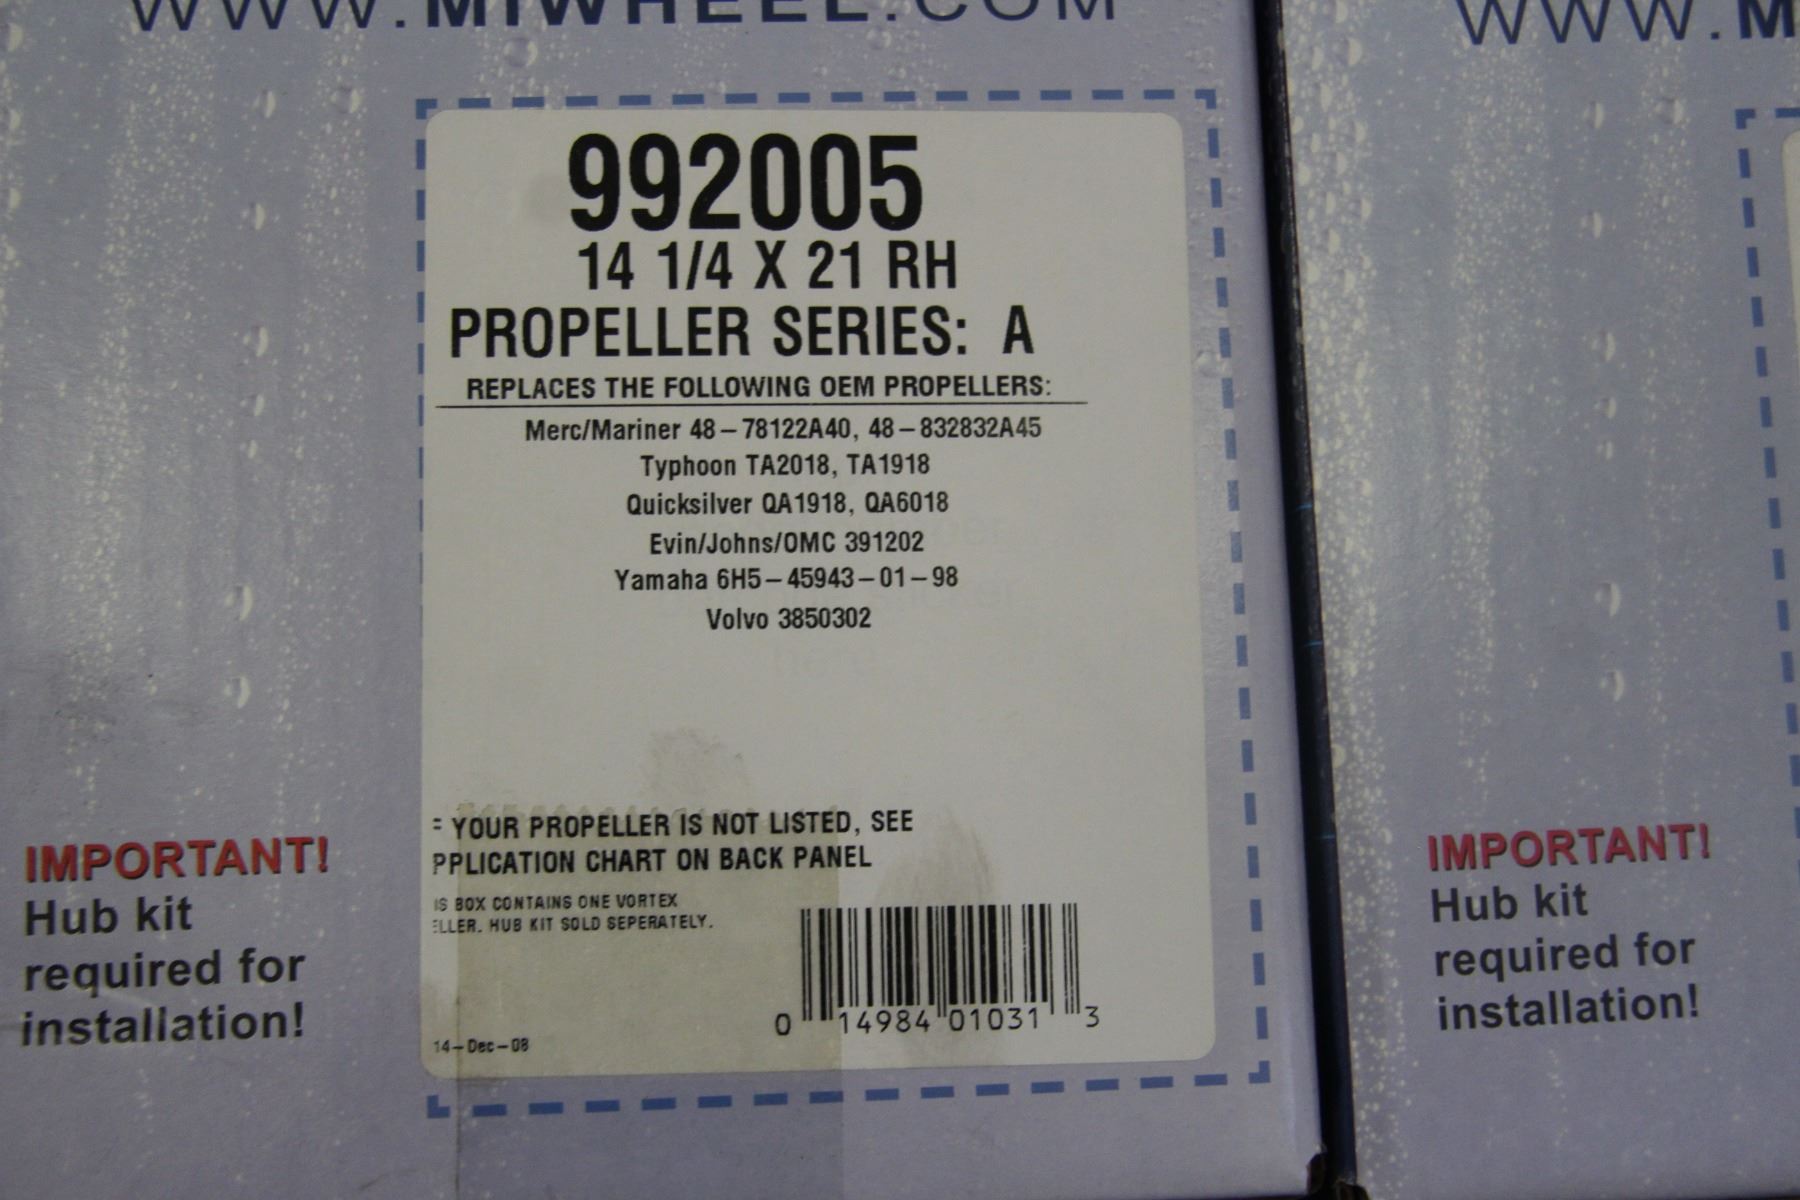 WWW.MIWHEEL.COM
992005
14 1/4 X 21 RH
PROPELLER SERIES: A
REPLACES THE FOLLOWING OEM PROPELLERS:
Merc/Mariner 48-78122A40, 48-832832A45
Typhoon TA2018, TA1918
Quicksilver QA1918, QA6018
Evin/Johns/OMC 391202
Yamaha 6H5-45943-01-98
Volvo 3850302
YOUR PROPELLER IS NOT LISTED, SEE
PPLICATION CHART ON BACK PANEL
IS BOX CONTAINS ONE VORTEX
ELLER. HUB KIT SOLD SEPERATELY.
0 14984 01031 3
14-Dec-08
IMPORTANT!
Hub kit
required for
installation!
WWW.M
IMPORTANT!
Hub kit
required for
installation!